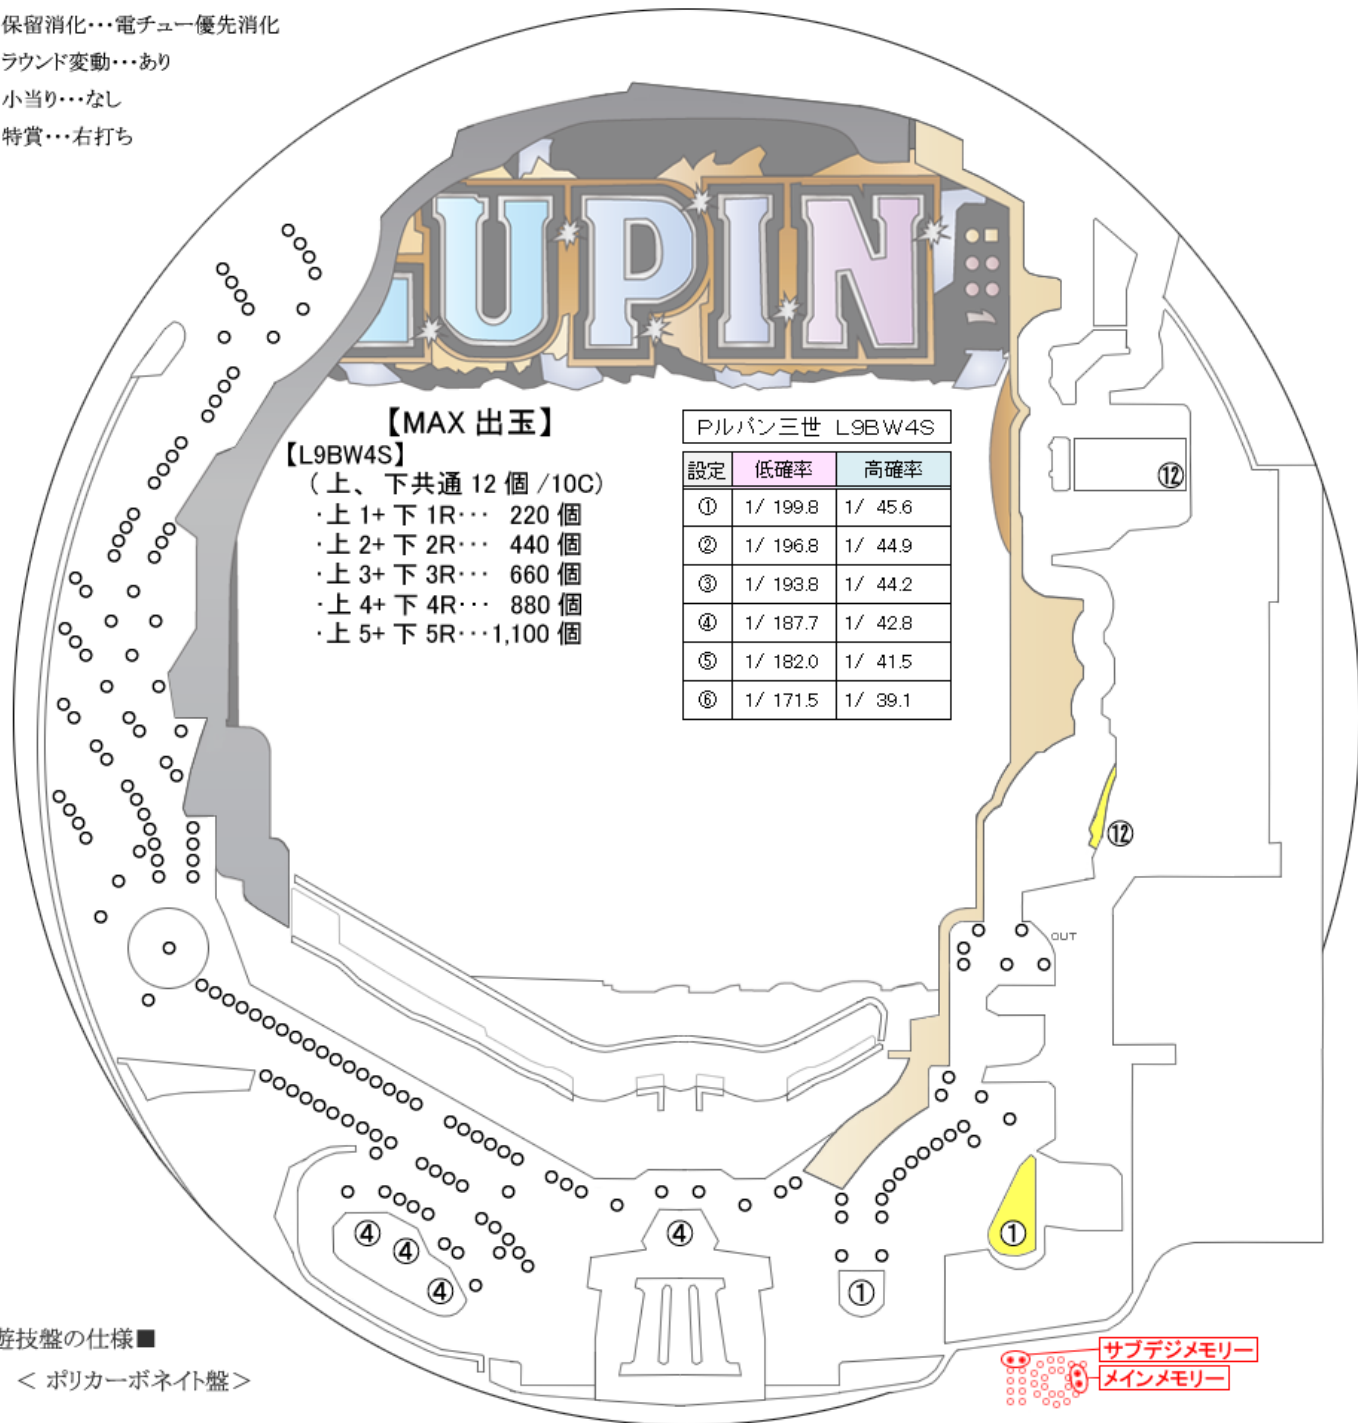 保留消化･･･電チュー優先消化
ラウンド変動･･･あり
小当り･･･なし
特賞･･･右打ち
LUPIN
【MAX 出玉】
【L9BW4S】
（上、下共通 12 個 /10C）
・上 1+ 下 1R･･･ 220 個
・上 2+ 下 2R･･･ 440 個
・上 3+ 下 3R･･･ 660 個
・上 4+ 下 4R･･･ 880 個
・上 5+ 下 5R･･･1,100 個
Pルパン三世 L9BW4S
設定 低確率 高確率
① 1/ 199.8 1/ 45.6
② 1/ 196.8 1/ 44.9
③ 1/ 193.8 1/ 44.2
④ 1/ 187.7 1/ 42.8
⑤ 1/ 182.0 1/ 41.5
⑥ 1/ 171.5 1/ 39.1
⑫
⑫
OUT
④
④
④
④
①
①
遊技盤の仕様■
＜ ポリカーボネイト盤＞
サブデジメモリー
メインメモリー